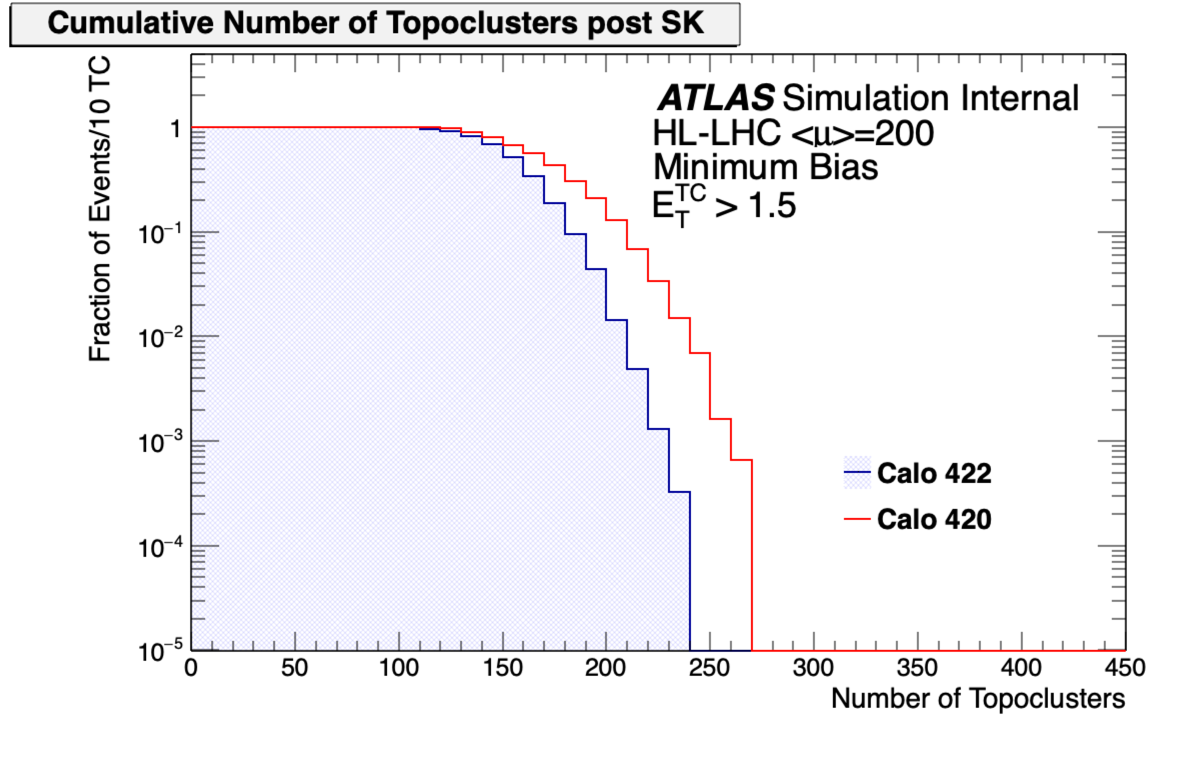 Cumulative Number of Topoclusters post SK
Fraction of Events/10 TC
ATLAS Simulation Internal
HL-LHC <μ>=200
Minimum Bias
E_T^TC > 1.5
1
10⁻¹
10⁻²
10⁻³
10⁻⁴
10⁻⁵
Calo 422
Calo 420
0 50 100 150 200 250 300 350 400 450
Number of Topoclusters